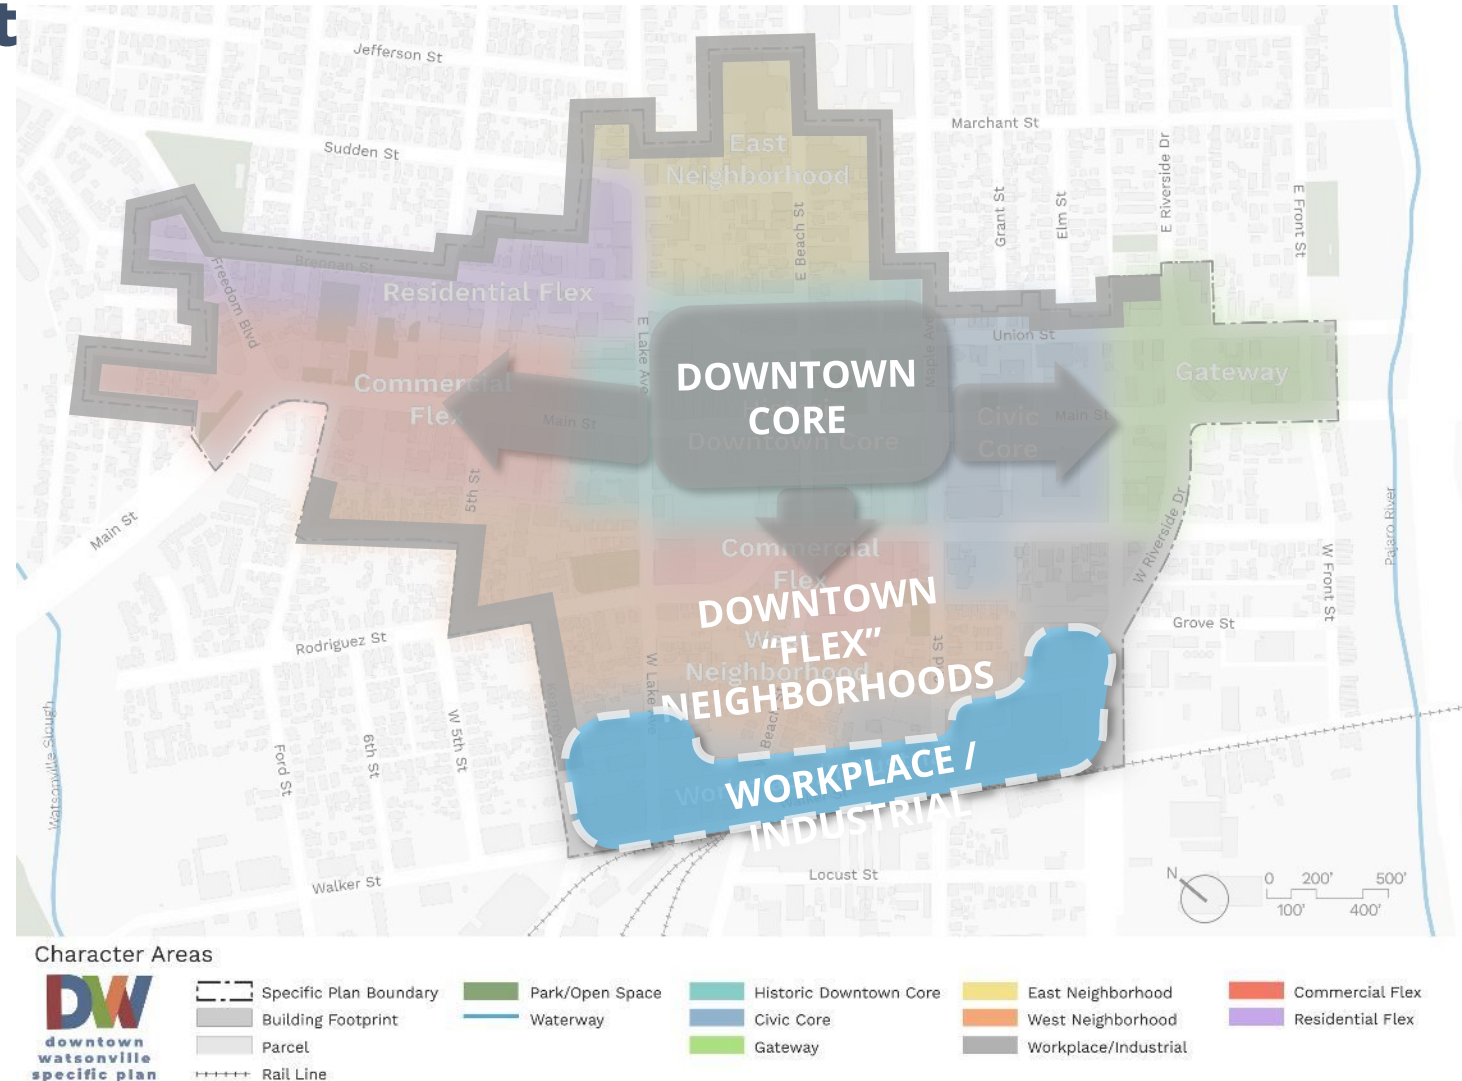 t
Jefferson St
Marchant St
Sudden St
East
Neighborhood
E Riverside Dr
Grant St
Elm St
E Front St
E Beach St
Brennan St
Freedom Blvd
Residential Flex
E Lake Ave
Maple Ave
Union St
DOWNTOWN
CORE
Historic
Downtown Core
Commercial
Flex
Main St
Civic
Core
Main St
Gateway
5th St
Main St
W Riverside Dr
Pajaro River
Commercial
Flex
DOWNTOWN
“FLEX”
NEIGHBORHOODS
West
Neighborhood
W Front St
Grove St
Rodriguez St
W Lake Ave
Watsonville Slough
Ford St
6th St
W 5th St
WORKPLACE /
INDUSTRIAL
Walker St
Locust St
N
0 200' 500'
100' 400'
Character Areas
DW
downtown
watsonville
specific plan
Specific Plan Boundary
Building Footprint
Parcel
Rail Line
Park/Open Space
Waterway
Historic Downtown Core
Civic Core
Gateway
East Neighborhood
West Neighborhood
Workplace/Industrial
Commercial Flex
Residential Flex